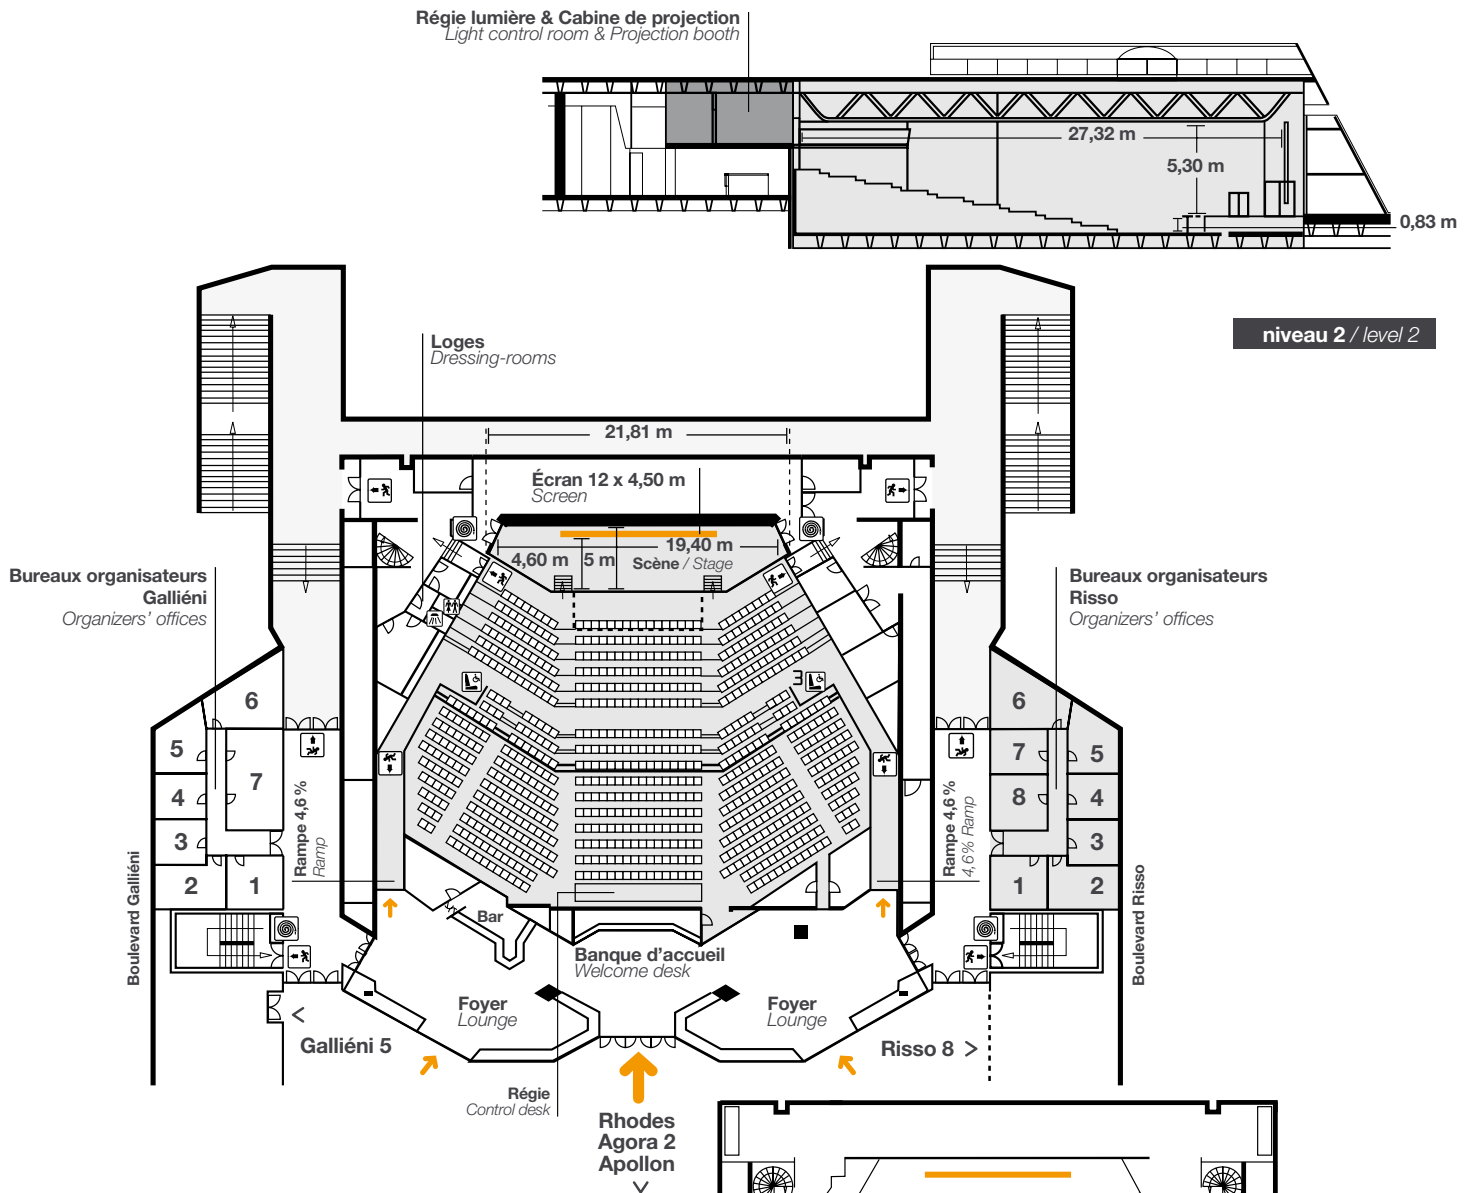 Régie lumière & Cabine de projection
Light control room & Projection booth
27,32 m
5,30 m
0,83 m
niveau 2 / level 2
Loges
Dressing-rooms
21,81 m
Écran 12 x 4,50 m
Screen
19,40 m
4,60 m
5 m
Scène / Stage
Bureaux organisateurs
Galliéni
Organizers' offices
Bureaux organisateurs
Risso
Organizers' offices
6
5
7
4
3
2
1
Rampe 4,6 %
Ramp
Boulevard Galliéni
3
6
7
5
8
4
3
1
2
Rampe 4,6 %
4,6% Ramp
Boulevard Risso
Bar
Banque d'accueil
Welcome desk
Foyer
Lounge
Foyer
Lounge
Galliéni 5
Risso 8
Régie
Control desk
Rhodes
Agora 2
Apollon